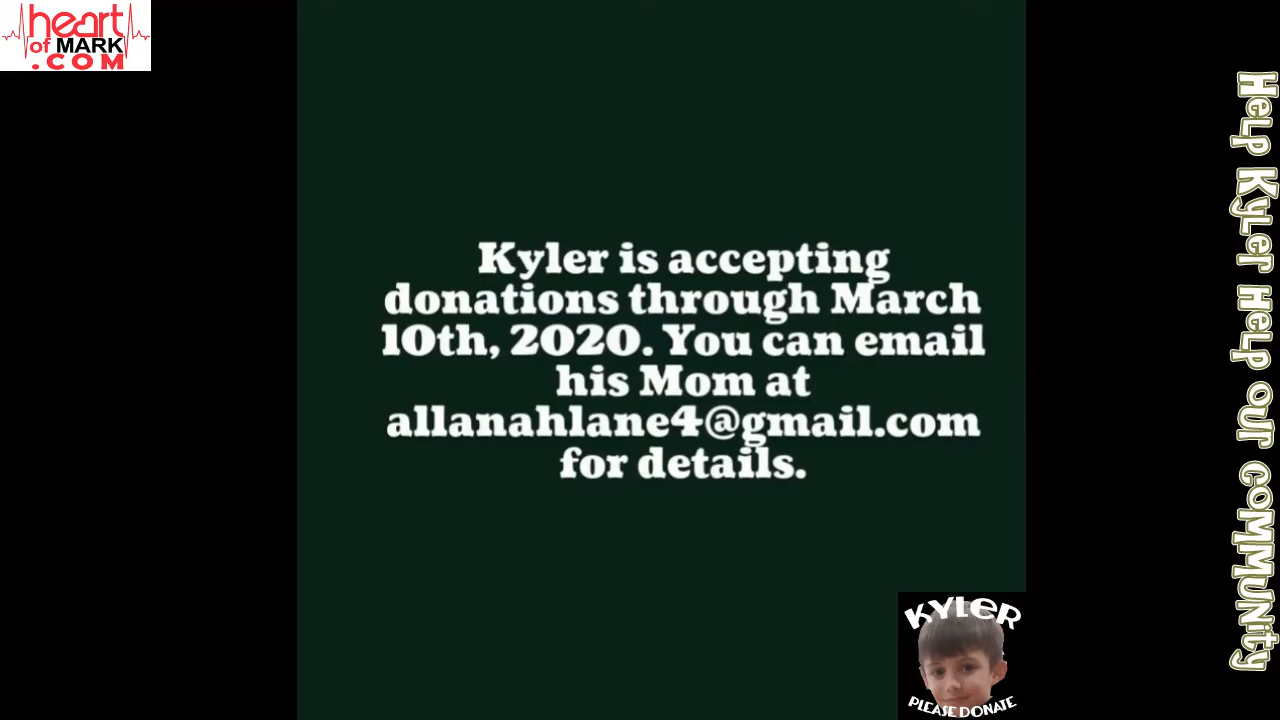 heart
of MARK
.COM
Kyler is accepting
donations through March
10th, 2020. You can email
his Mom at
allanahlane4@gmail.com
for details.
Help Kyler Help our community
KYLER
PLEASE DONATE